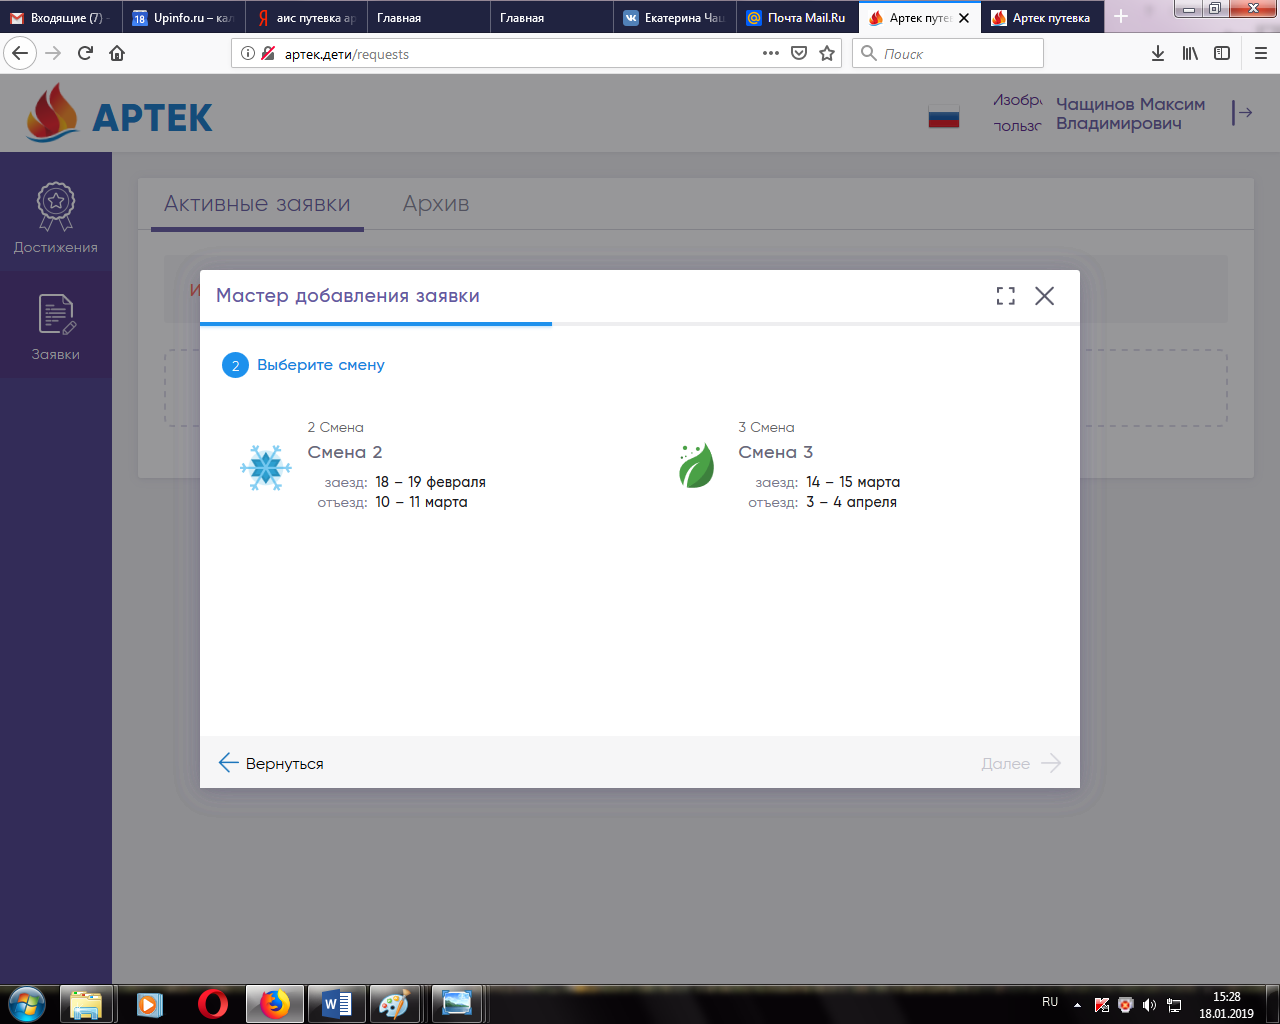 Входящие (7)
Upinfo.ru – кал
аис путевка ар
Главная
Главная
Екатерина Чащ
Почта Mail.Ru
Артек путе
Артек путевка
артек.дети/requests
Поиск
АРТЕК
Изобр
польз
Чащинов Максим
Владимирович
Достижения
Заявки
Активные заявки
Архив
Мастер добавления заявки
2 Выберите смену
2 Смена
Смена 2
заезд: 18 – 19 февраля
отъезд: 10 – 11 марта
3 Смена
Смена 3
заезд: 14 – 15 марта
отъезд: 3 – 4 апреля
Вернуться
Далее
RU
15:28
18.01.2019